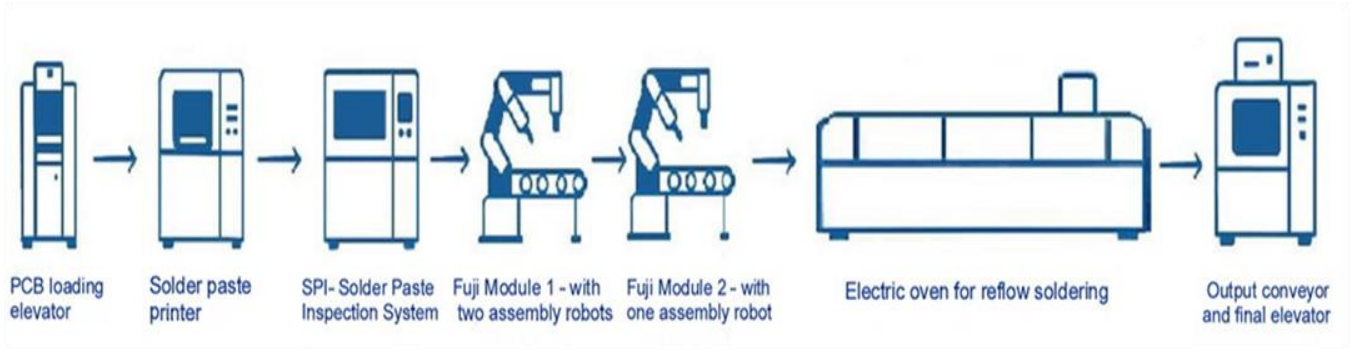 PCB loading
elevator
Solder paste
printer
SPI- Solder Paste
Inspection System
Fuji Module 1 - with
two assembly robots
Fuji Module 2 - with
one assembly robot
Electric oven for reflow soldering
Output conveyor
and final elevator